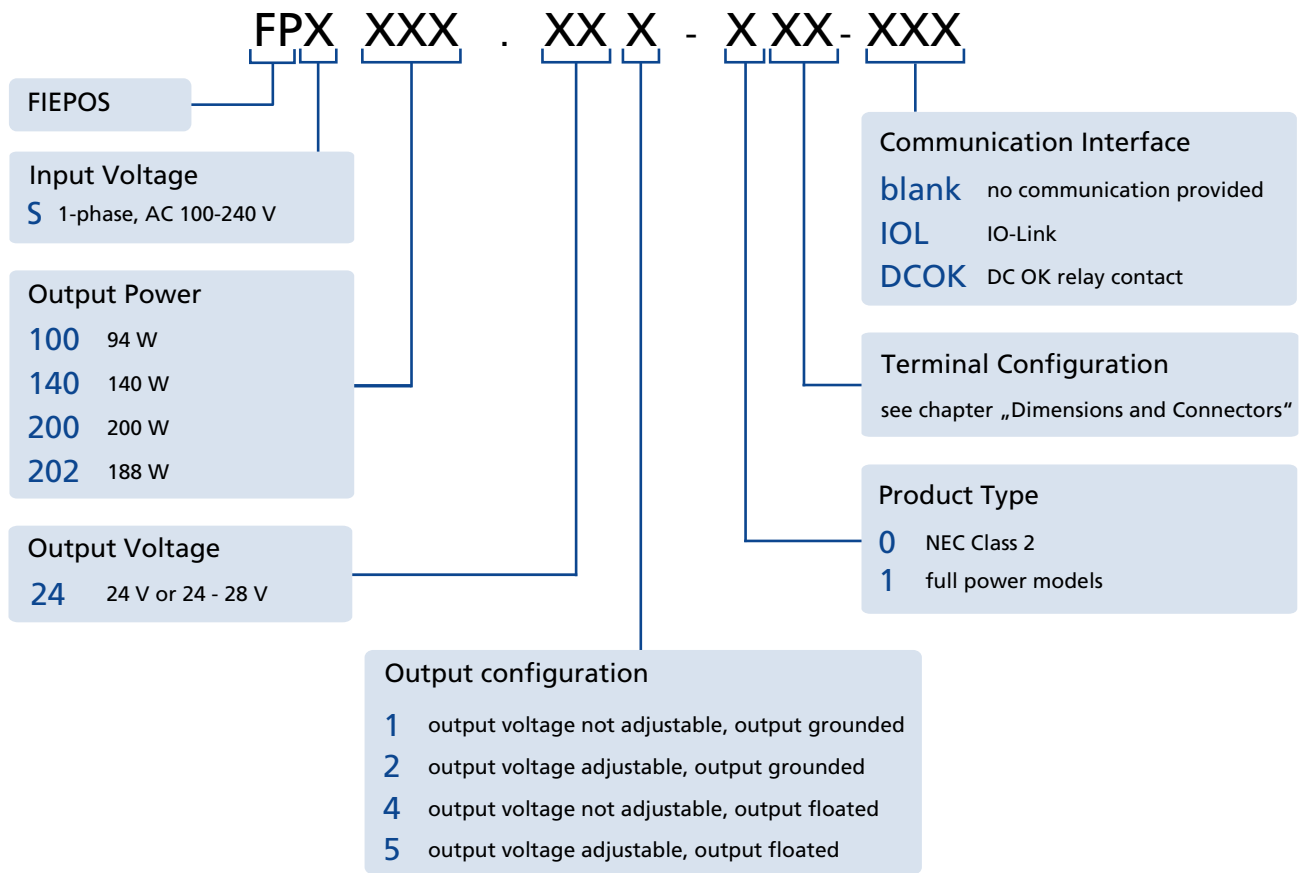 FPX XXX . XX X - X XX- XXX
FIEPOS
Input Voltage
S 1-phase, AC 100-240 V
Output Power
100 94 W
140 140 W
200 200 W
202 188 W
Output Voltage
24 24 V or 24 - 28 V
Output configuration
1 output voltage not adjustable, output grounded
2 output voltage adjustable, output grounded
4 output voltage not adjustable, output floated
5 output voltage adjustable, output floated
Communication Interface
blank no communication provided
IOL IO-Link
DCOK DC OK relay contact
Terminal Configuration
see chapter „Dimensions and Connectors“
Product Type
0 NEC Class 2
1 full power models